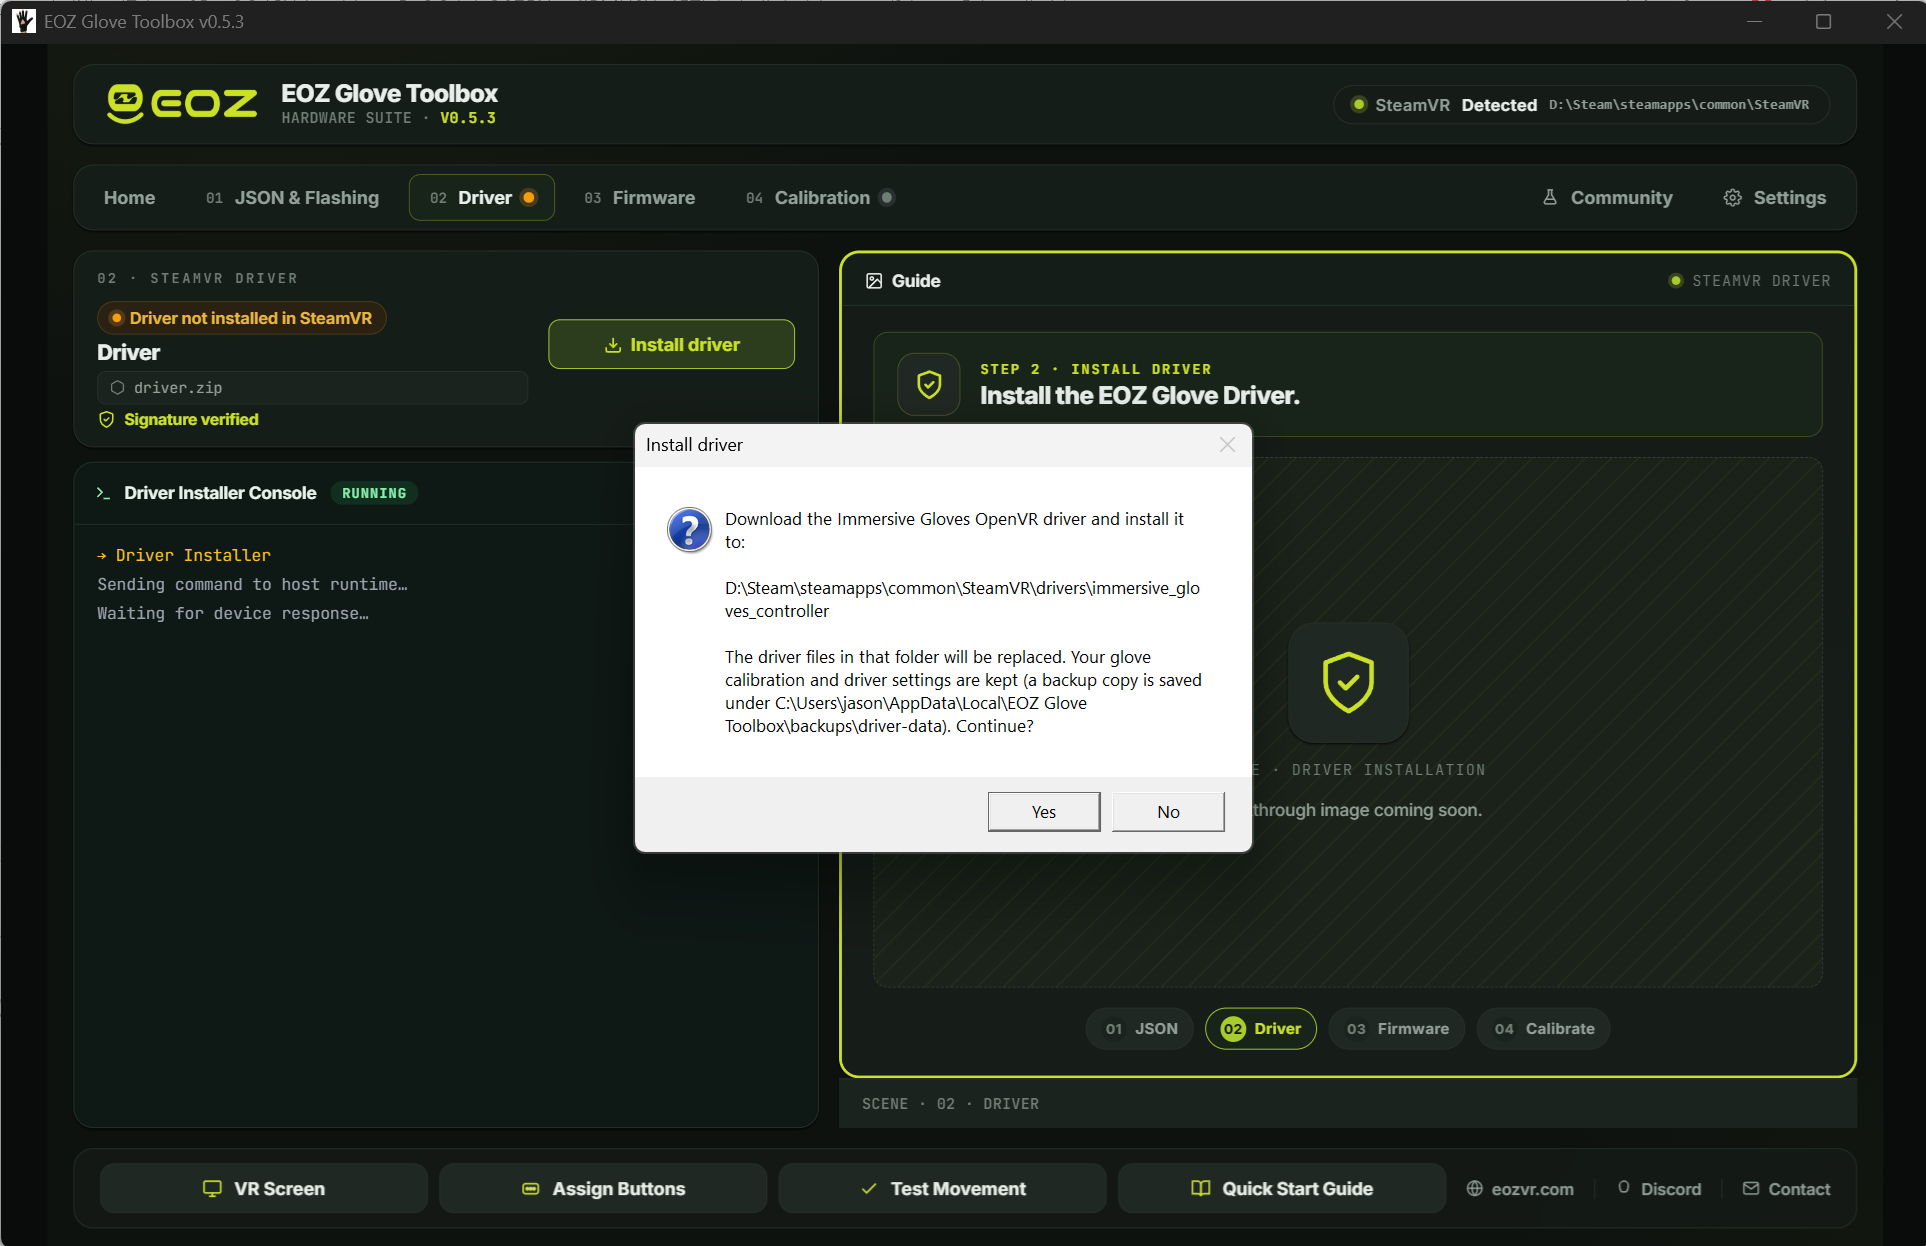 EOZ Glove Toolbox v0.5.3
EOZ
EOZ Glove Toolbox
HARDWARE SUITE · V0.5.3
SteamVR Detected D:\Steam\steamapps\common\SteamVR
Home
01 JSON & Flashing
02 Driver
03 Firmware
04 Calibration
Community
Settings
02 · STEAMVR DRIVER
Driver not installed in SteamVR
Driver
driver.zip
Signature verified
Install driver
Driver Installer Console RUNNING
→ Driver Installer
Sending command to host runtime…
Waiting for device response…
Guide
STEAMVR DRIVER
STEP 2 · INSTALL DRIVER
Install the EOZ Glove Driver.
Install driver
Download the Immersive Gloves OpenVR driver and install it
to:
D:\Steam\steamapps\common\SteamVR\drivers\immersive_glo
ves_controller
The driver files in that folder will be replaced. Your glove
calibration and driver settings are kept (a backup copy is saved
under C:\Users\jason\AppData\Local\EOZ Glove
Toolbox\backups\driver-data). Continue?
Yes
No
E · DRIVER INSTALLATION
through image coming soon.
01 JSON
02 Driver
03 Firmware
04 Calibrate
SCENE · 02 · DRIVER
VR Screen
Assign Buttons
Test Movement
Quick Start Guide
eozvr.com
Discord
Contact